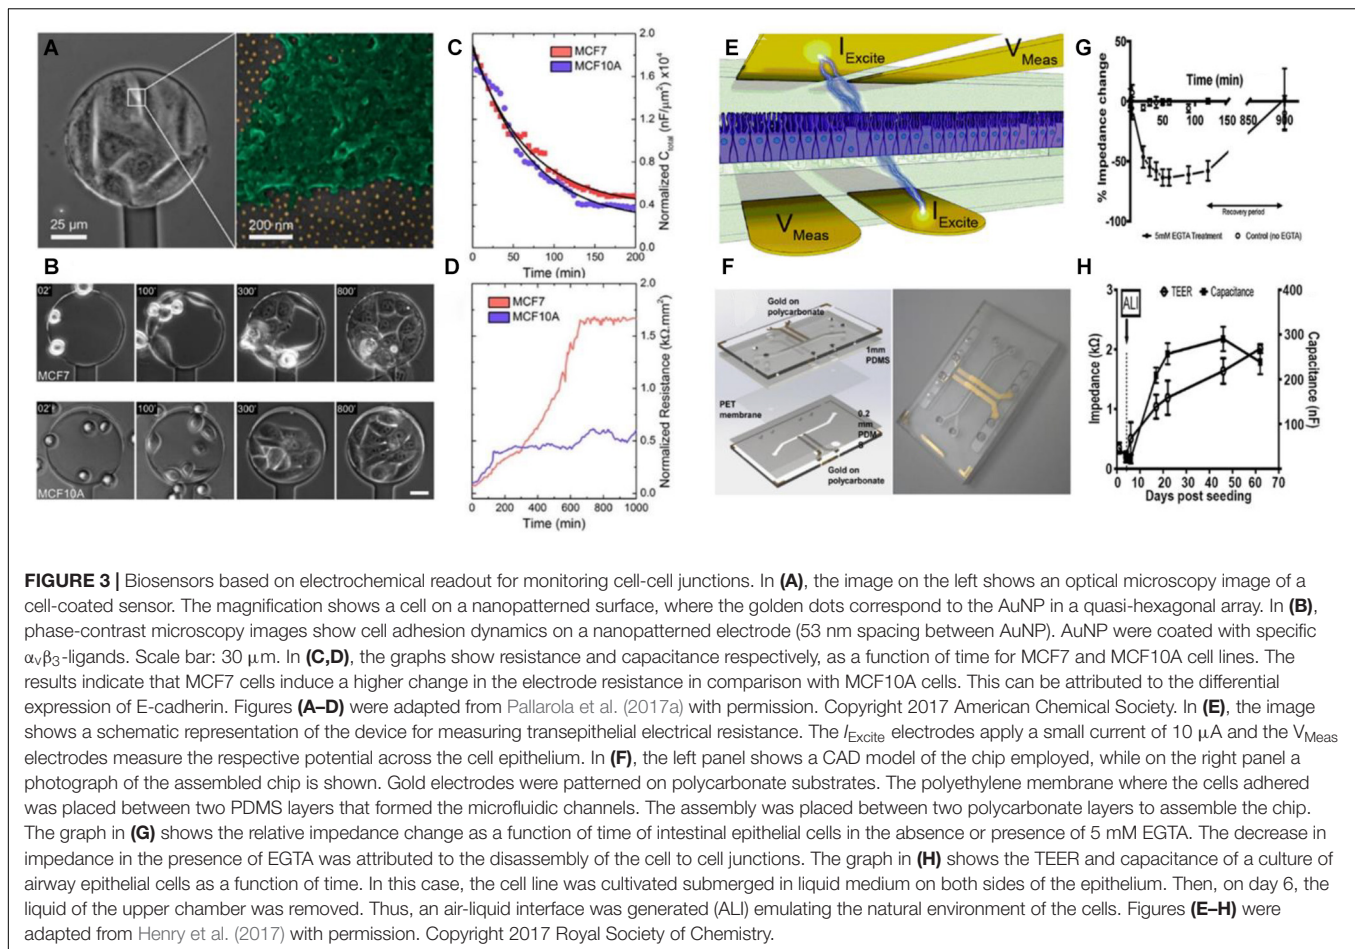 A
25 µm
200 nm
B
02'
100'
300'
800'
MCF7
02'
100'
300'
800'
MCF10A
C
MCF7
MCF10A
2.0
1.6
1.2
0.8
0.4
0.0
Normalized C_total (nF/µm²) x10⁴
0 50 100 150 200
Time (min)
D
MCF7
MCF10A
2.0
1.5
1.0
0.5
0.0
Normalized Resistance (kΩ.mm²)
0 200 400 600 800 1000
Time (min)
E
I_Excite
V_Meas
V_Meas
I_Excite
F
Gold on
polycarbonate
1mm
PDMS
PET
membrane
0.2
mm
PDM
S
Gold on
polycarbonate
G
% Impedance change
50
0
-50
-100
Time (min)
50 100 150 850 900
Recovery period
5mM EGTA Treatment
Control (no EGTA)
H
TEER
Capacitance
ALI
Impedance (kΩ)
3
2
1
0
400
300
200
100
Capacitance (nF)
0 10 20 30 40 50 60 70
Days post seeding
FIGURE 3 | Biosensors based on electrochemical readout for monitoring cell-cell junctions. In (A), the image on the left shows an optical microscopy image of a
cell-coated sensor. The magnification shows a cell on a nanopatterned surface, where the golden dots correspond to the AuNP in a quasi-hexagonal array. In (B),
phase-contrast microscopy images show cell adhesion dynamics on a nanopatterned electrode (53 nm spacing between AuNP). AuNP were coated with specific
αᵥβ₃-ligands. Scale bar: 30 µm. In (C,D), the graphs show resistance and capacitance respectively, as a function of time for MCF7 and MCF10A cell lines. The
results indicate that MCF7 cells induce a higher change in the electrode resistance in comparison with MCF10A cells. This can be attributed to the differential
expression of E-cadherin. Figures (A–D) were adapted from Pallarola et al. (2017a) with permission. Copyright 2017 American Chemical Society. In (E), the image
shows a schematic representation of the device for measuring transepithelial electrical resistance. The I_Excite electrodes apply a small current of 10 µA and the V_Meas
electrodes measure the respective potential across the cell epithelium. In (F), the left panel shows a CAD model of the chip employed, while on the right panel a
photograph of the assembled chip is shown. Gold electrodes were patterned on polycarbonate substrates. The polyethylene membrane where the cells adhered
was placed between two PDMS layers that formed the microfluidic channels. The assembly was placed between two polycarbonate layers to assemble the chip.
The graph in (G) shows the relative impedance change as a function of time of intestinal epithelial cells in the absence or presence of 5 mM EGTA. The decrease in
impedance in the presence of EGTA was attributed to the disassembly of the cell to cell junctions. The graph in (H) shows the TEER and capacitance of a culture of
airway epithelial cells as a function of time. In this case, the cell line was cultivated submerged in liquid medium on both sides of the epithelium. Then, on day 6, the
liquid of the upper chamber was removed. Thus, an air-liquid interface was generated (ALI) emulating the natural environment of the cells. Figures (E–H) were
adapted from Henry et al. (2017) with permission. Copyright 2017 Royal Society of Chemistry.